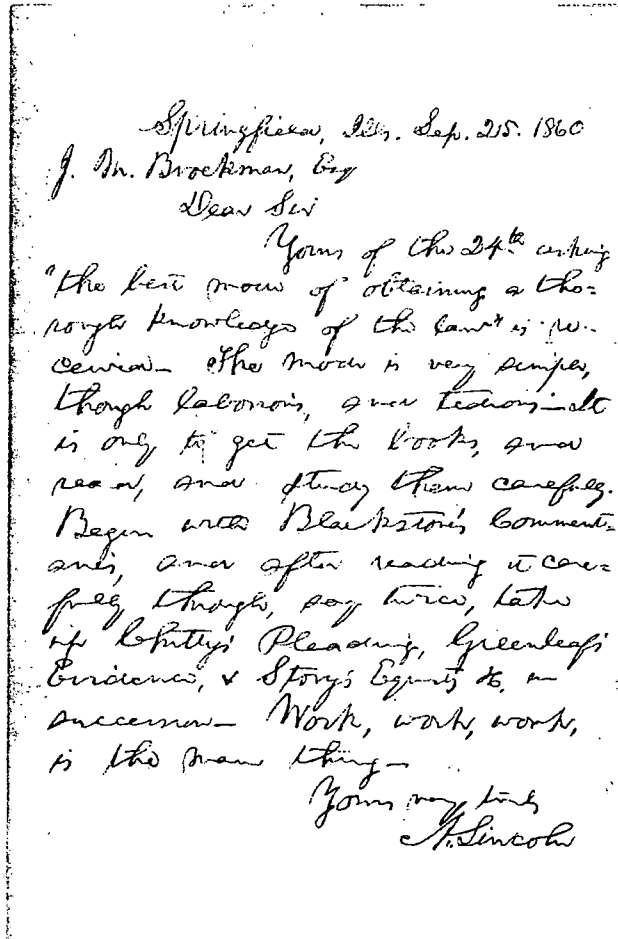 Springfield, Ills. Sep. 25. 1860
J. M. Brockman, Esq
Dear Sir
Yours of the 24th asking
"the best mode of obtaining a tho=
rough knowledge of the law" is re-
ceived— The mode is very simple,
though laborious, and tedious— It
is only to get the books, and
read, and study them carefully.
Begin with Blackstone's Comment=
aries, and after reading it care=
fully through, say twice, take
up Chitty's Pleading, Greenleaf's
Evidence, & Story's Equity &c. in
succession— Work, work, work,
is the main thing—
Yours very truly
A. Lincoln